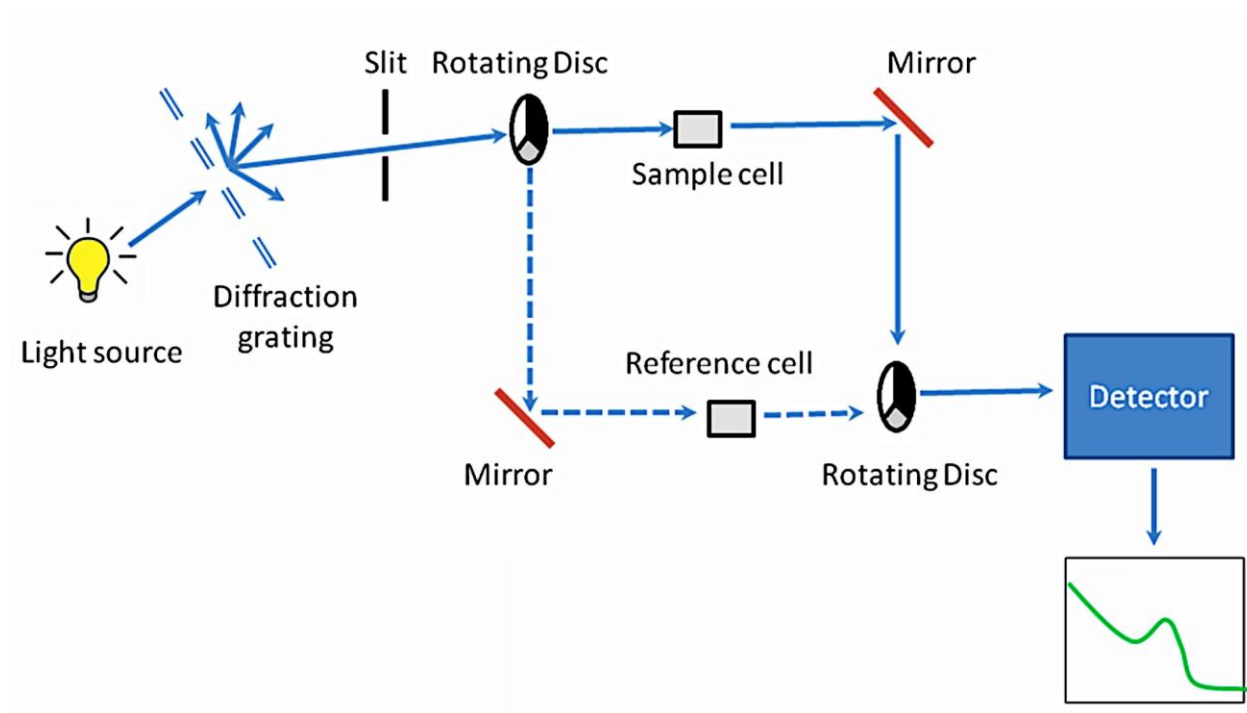 Slit
Rotating Disc
Mirror
Sample cell
Diffraction
grating
Light source
Reference cell
Detector
Mirror
Rotating Disc